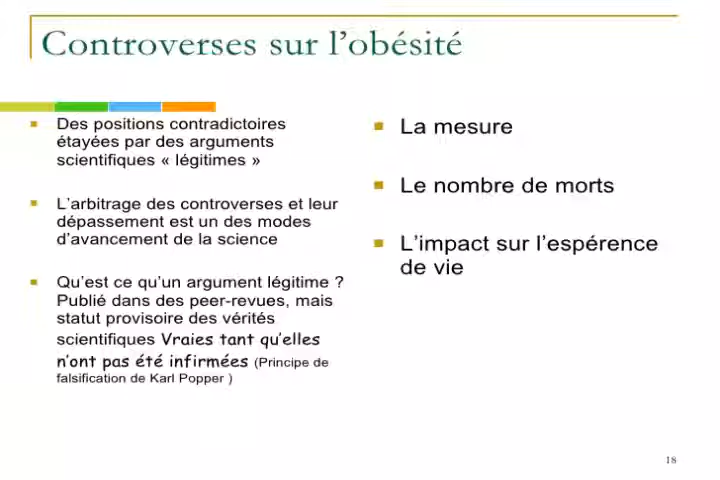 Controverses sur l'obésité
Des positions contradictoires
étayées par des arguments
scientifiques « légitimes »
L'arbitrage des controverses et leur
dépassement est un des modes
d'avancement de la science
Qu'est ce qu'un argument légitime ?
Publié dans des peer-revues, mais
statut provisoire des vérités
scientifiques Vraies tant qu'elles
n'ont pas été infirmées (Principe de
falsification de Karl Popper )
La mesure
Le nombre de morts
L'impact sur l'espérence
de vie
18